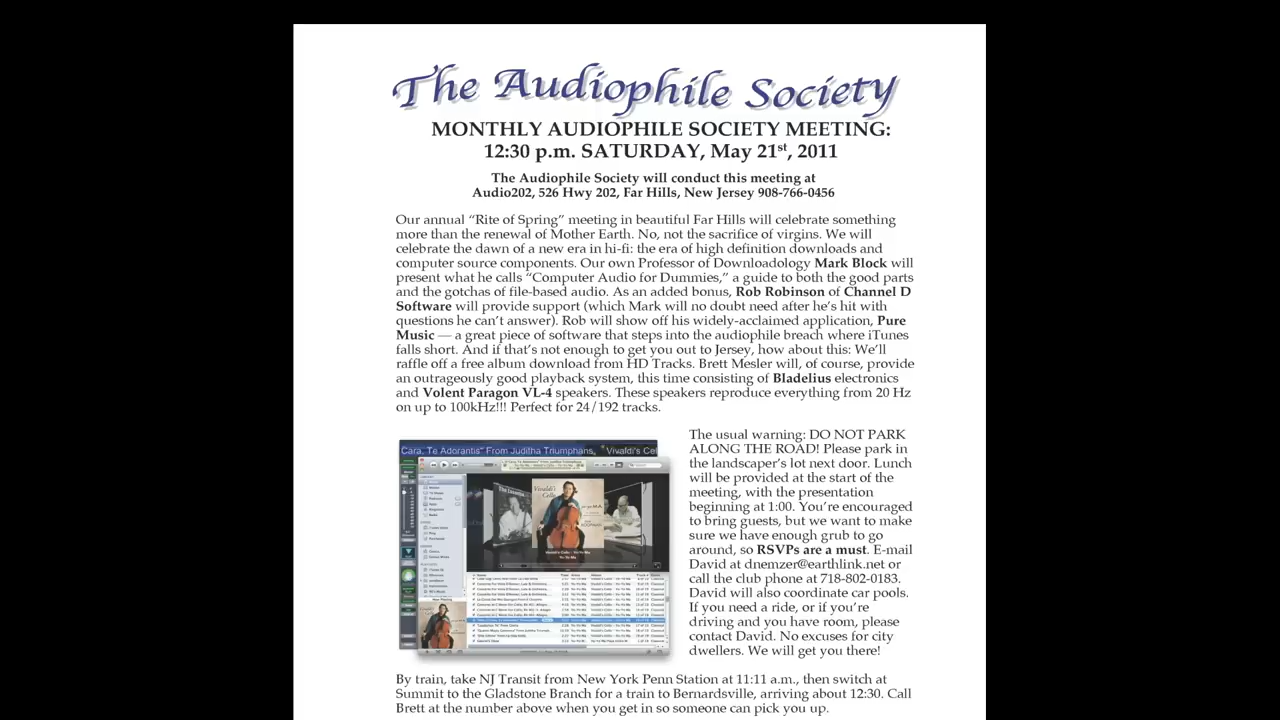 The Audiophile Society
MONTHLY AUDIOPHILE SOCIETY MEETING:
12:30 p.m. SATURDAY, May 21st, 2011
The Audiophile Society will conduct this meeting at
Audio202, 526 Hwy 202, Far Hills, New Jersey 908-766-0456
Our annual “Rite of Spring” meeting in beautiful Far Hills will celebrate something
more than the renewal of Mother Earth. No, not the sacrifice of virgins. We will
celebrate the dawn of a new era in hi-fi: the era of high definition downloads and
computer source components. Our own Professor of Downloadology Mark Block will
present what he calls “Computer Audio for Dummies,” a guide to both the good parts
and the gotchas of file-based audio. As an added bonus, Rob Robinson of Channel D
Software will provide support (which Mark will no doubt need after he’s hit with
questions he can’t answer). Rob will show off his widely-acclaimed application, Pure
Music — a great piece of software that steps into the audiophile breach where iTunes
falls short. And if that’s not enough to get you out to Jersey, how about this: We’ll
raffle off a free album download from HD Tracks. Brett Mesler will, of course, provide
an outrageously good playback system, this time consisting of Bladelius electronics
and Volent Paragon VL-4 speakers. These speakers reproduce everything from 20 Hz
on up to 100kHz!!! Perfect for 24/192 tracks.
Cara, Te Adorantis" From Juditha Triumphans, "Vivaldi's Cel
Vivaldi's Cello
The usual warning: DO NOT PARK
ALONG THE ROAD! Please park in
the landscaper’s lot next door. Lunch
will be provided at the start of the
meeting, with the presentation
beginning at 1:00. You’re encouraged
to bring guests, but we want to make
sure we have enough grub to go
around, so RSVPs are a must. E-mail
David at dnemzer@earthlink.net or
call the club phone at 718-802-0183.
David will also coordinate car pools.
If you need a ride, or if you’re
driving and you have room, please
contact David. No excuses for city
dwellers. We will get you there!
By train, take NJ Transit from New York Penn Station at 11:11 a.m., then switch at
Summit to the Gladstone Branch for a train to Bernardsville, arriving about 12:30. Call
Brett at the number above when you get in so someone can pick you up.